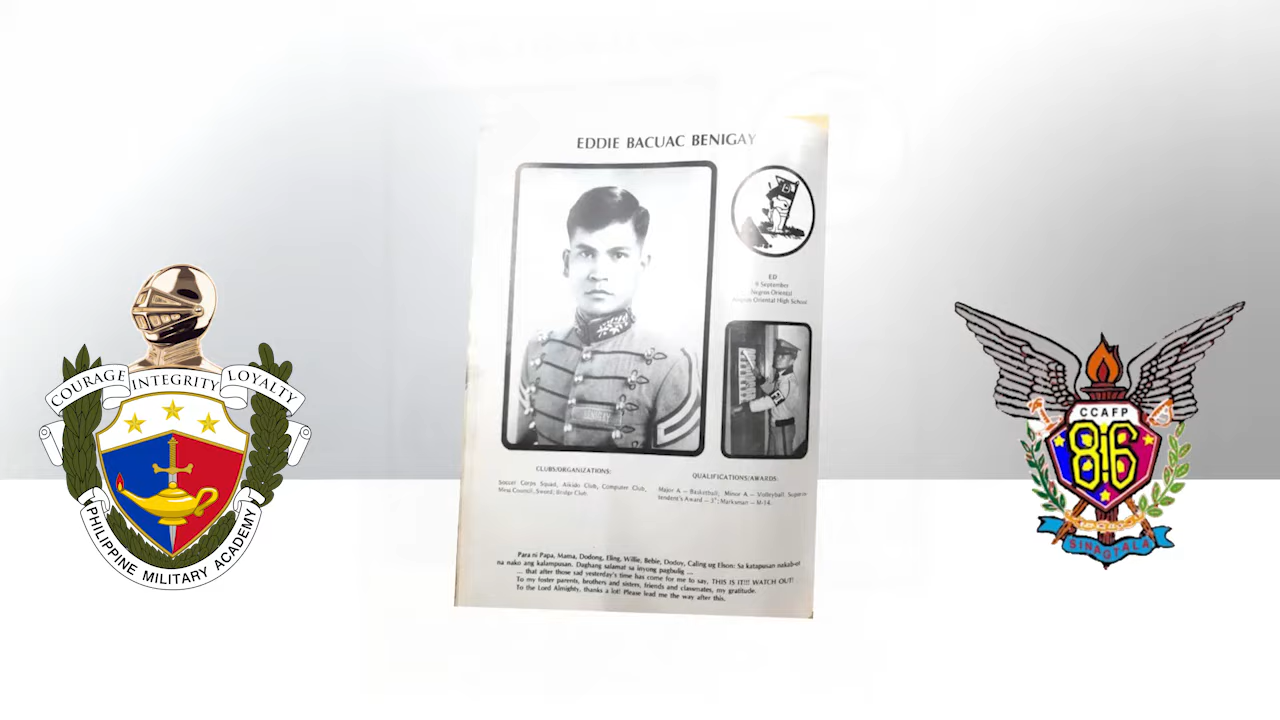 EDDIE BACUAC BENIGAY
ED
9 September
Negros Oriental
Negros Oriental High School
BENIGAY
CLUBS/ORGANIZATIONS:
Soccer Corps Squad, Aikido Club, Computer Club,
Mess Council, Sword; Bridge Club.
QUALIFICATIONS/AWARDS:
Major A — Basketball; Minor A — Volleyball Superin-
tendent's Award — 3*; Marksman — M-14.
Para ni Papa, Mama, Dodong, Eling, Willie, Bebie, Dodoy, Caling ug Elson: Sa katapusan nakab-ot
na nako ang kalampusan. Daghang salamat sa inyong pagbulig ...
... that after those sad yesterday's time has come for me to say, THIS IS IT!!! WATCH OUT!
To my foster parents, brothers and sisters, friends and classmates, my gratitude.
To the Lord Almighty, thanks a lot! Please lead me the way after this.
COURAGE INTEGRITY LOYALTY
PHILIPPINE MILITARY ACADEMY
CCAFP
86
SINAGTALA